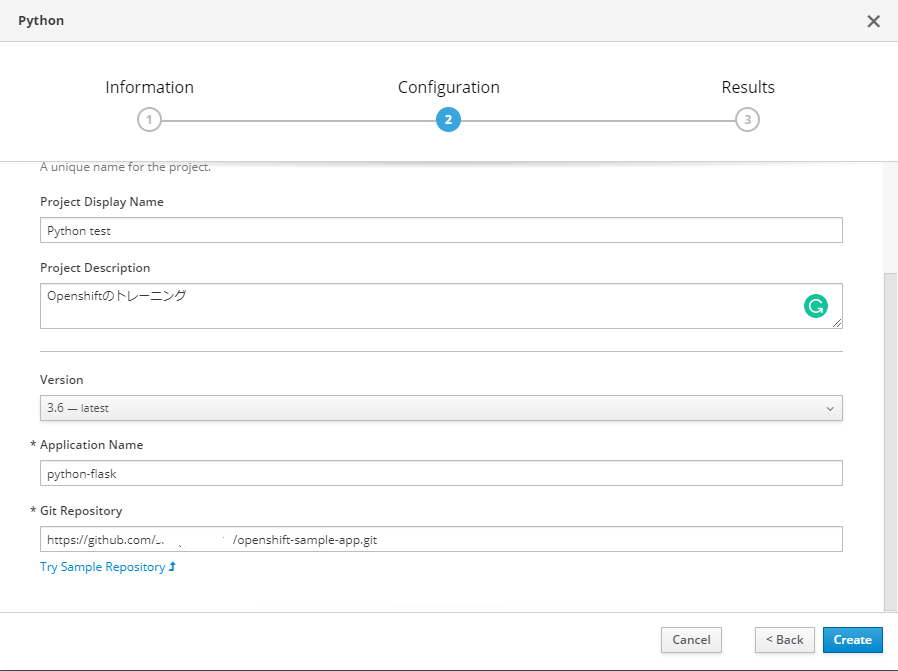 Python
Information
Configuration
Results
1
2
3
A unique name for the project.
Project Display Name
Python test
Project Description
Openshiftのトレーニング
Version
3.6 — latest
* Application Name
python-flask
* Git Repository
https://github.com/ /openshift-sample-app.git
Try Sample Repository
Cancel
< Back
Create